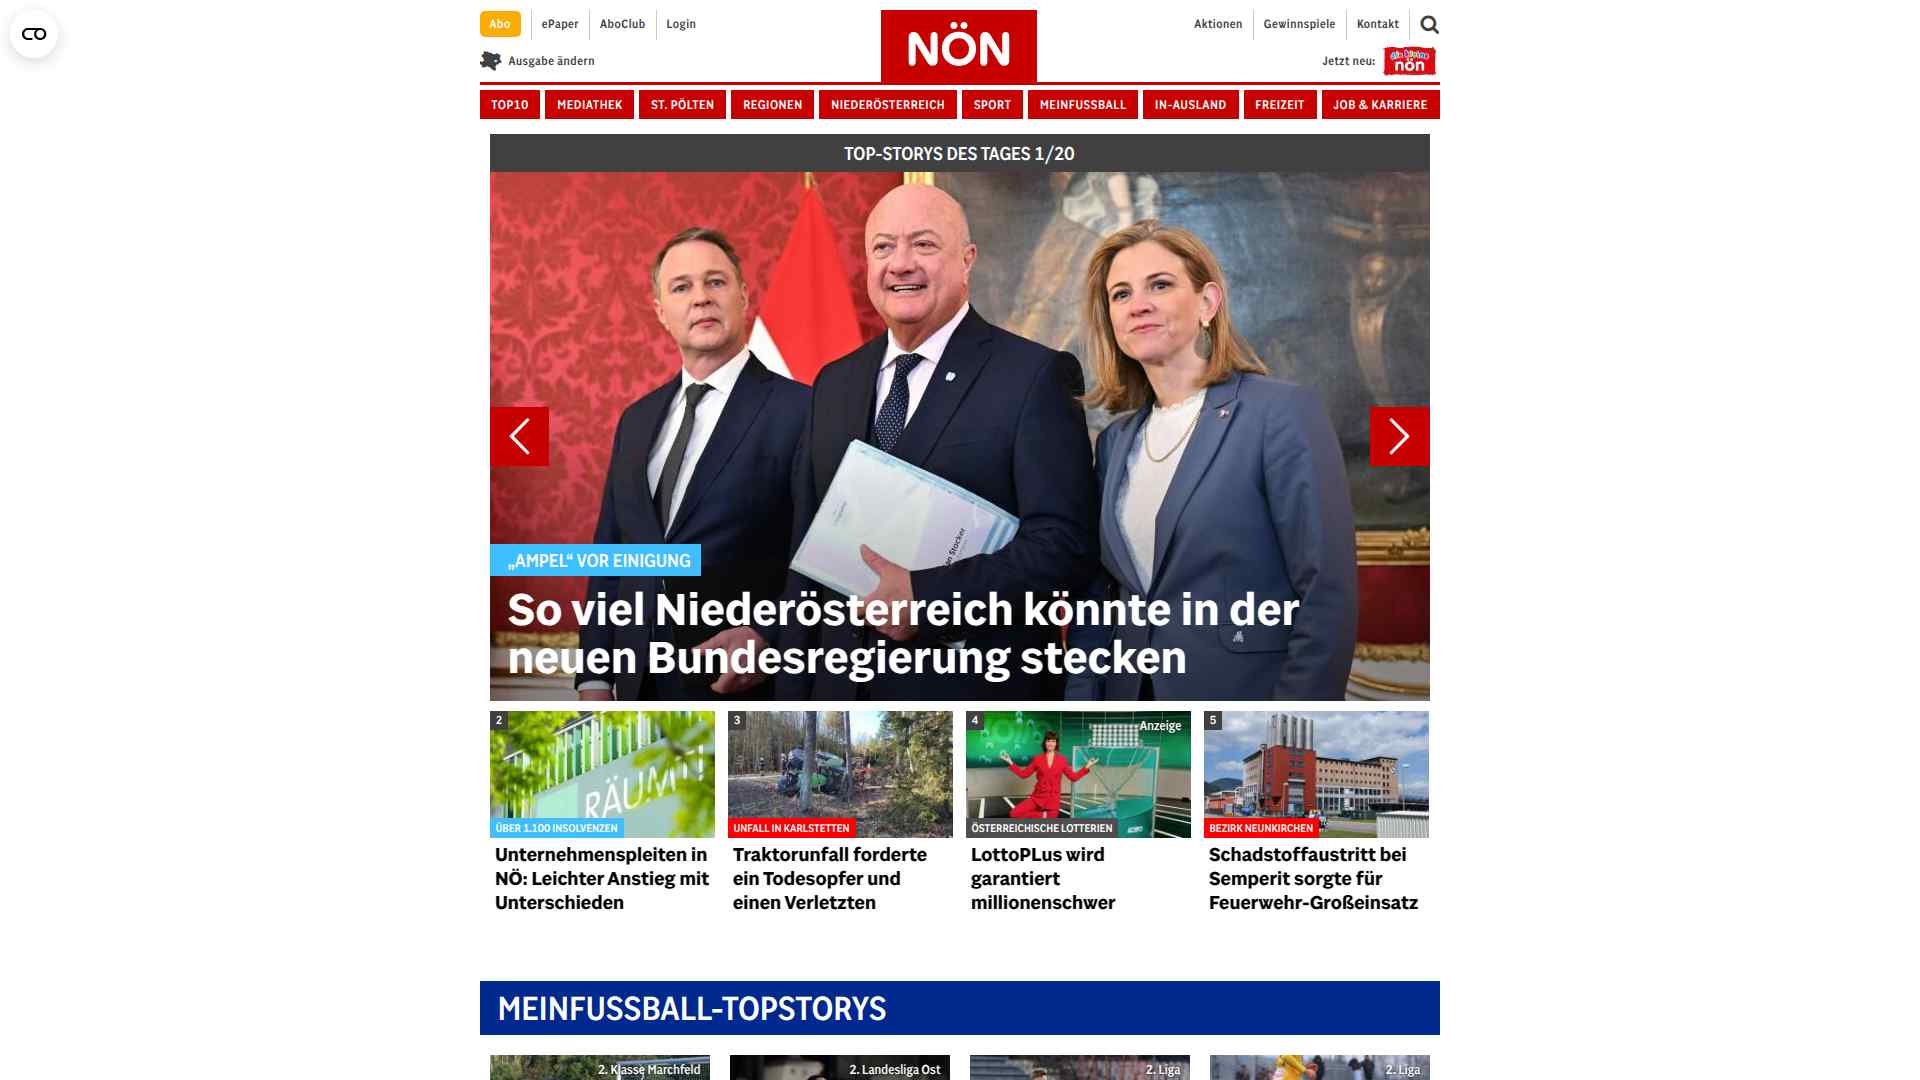 Abo
ePaper
AboClub
Login
NÖN
Aktionen
Gewinnspiele
Kontakt
Ausgabe ändern
Jetzt neu:
die kleine
nön
TOP10
MEDIATHEK
ST. PÖLTEN
REGIONEN
NIEDERÖSTERREICH
SPORT
MEINFUSSBALL
IN-AUSLAND
FREIZEIT
JOB & KARRIERE
TOP-STORYS DES TAGES 1/20
„AMPEL“ VOR EINIGUNG
So viel Niederösterreich könnte in der
neuen Bundesregierung stecken
2
RÄUM
ÜBER 1.100 INSOLVENZEN
Unternehmenspleiten in
NÖ: Leichter Anstieg mit
Unterschieden
3
UNFALL IN KARLSTETTEN
Traktorunfall forderte
ein Todesopfer und
einen Verletzten
4
Anzeige
ÖSTERREICHISCHE LOTTERIEN
LottoPLus wird
garantiert
millionenschwer
5
BEZIRK NEUNKIRCHEN
Schadstoffaustritt bei
Semperit sorgte für
Feuerwehr-Großeinsatz
MEINFUSSBALL-TOPSTORYS
2. Klasse Marchfeld
2. Landesliga Ost
2. Liga
2. Liga